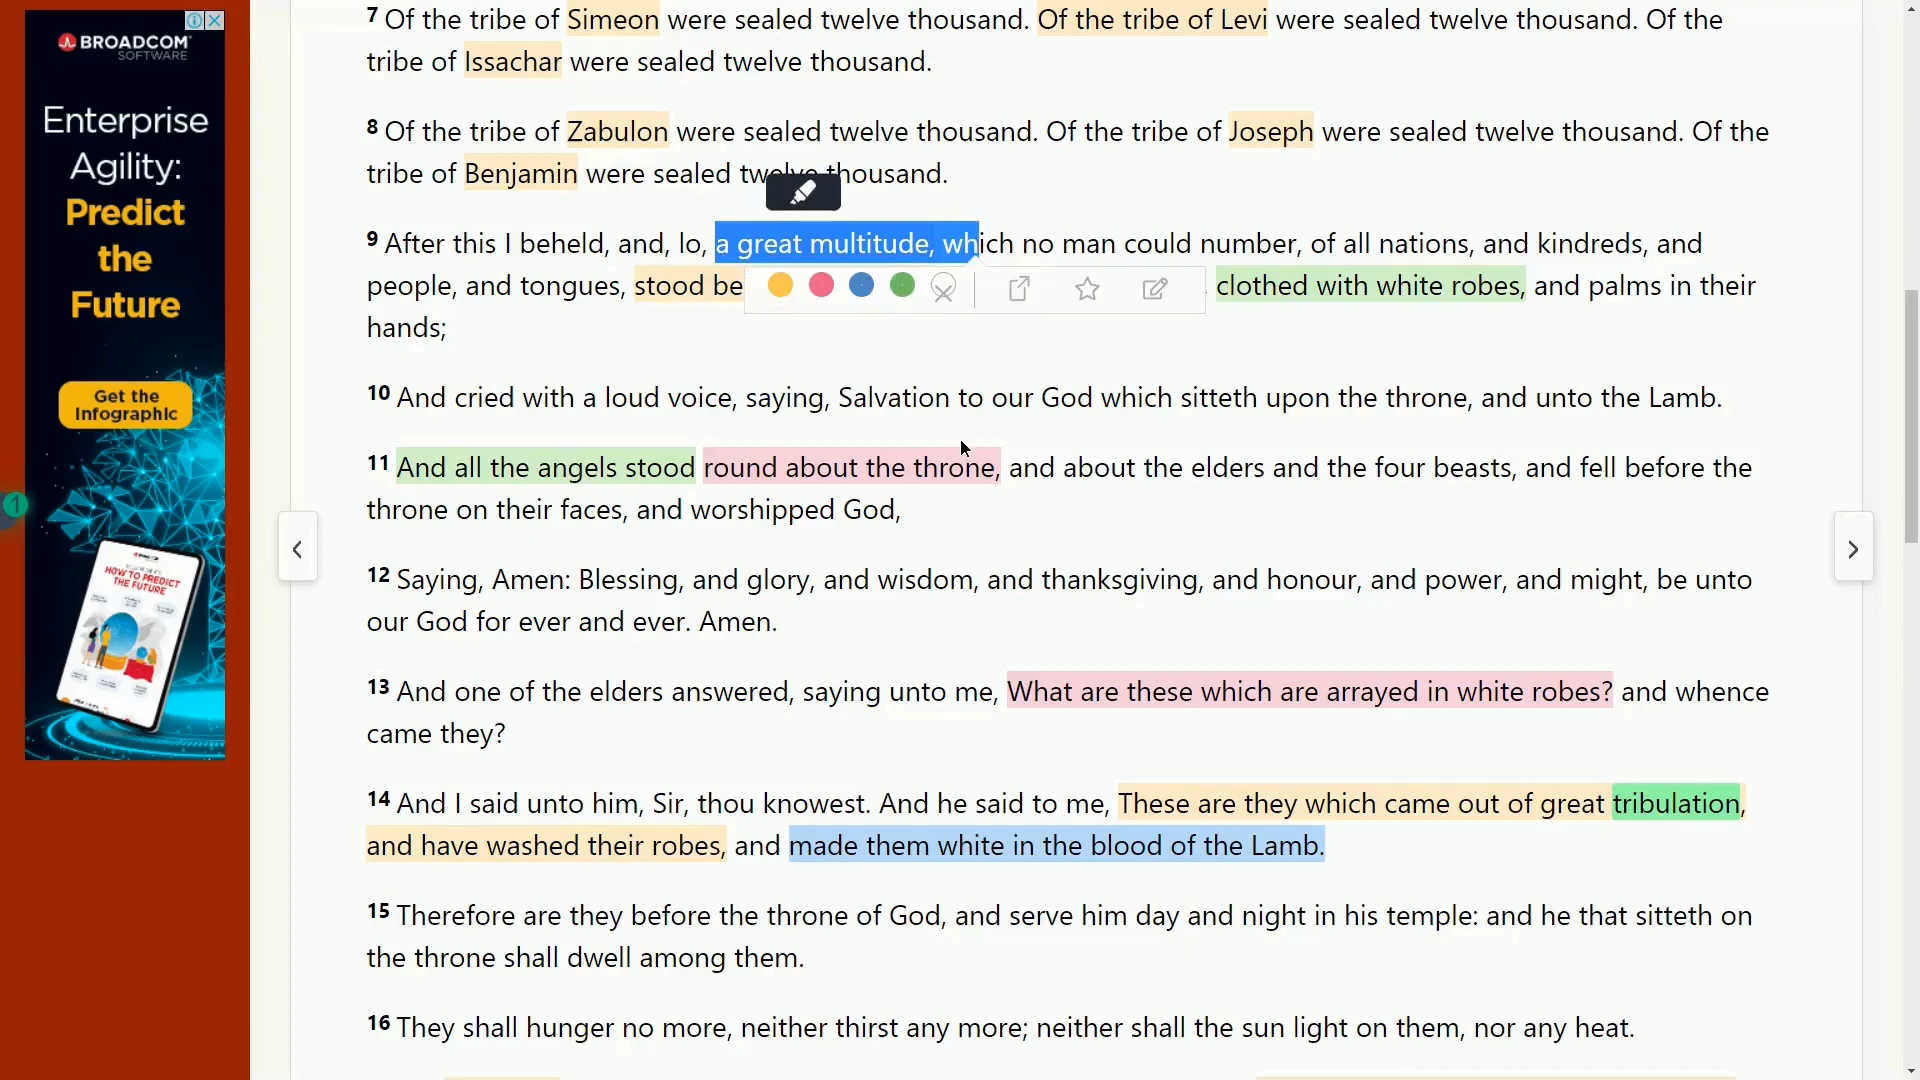 BROADCOM
SOFTWARE
Enterprise
Agility:
Predict
the
Future
Get the
Infographic
HOW TO PREDICT
THE FUTURE
1
7 Of the tribe of Simeon were sealed twelve thousand. Of the tribe of Levi were sealed twelve thousand. Of the
tribe of Issachar were sealed twelve thousand.
8 Of the tribe of Zabulon were sealed twelve thousand. Of the tribe of Joseph were sealed twelve thousand. Of the
tribe of Benjamin were sealed twelve thousand.
9 After this I beheld, and, lo, a great multitude, which no man could number, of all nations, and kindreds, and
people, and tongues, stood be clothed with white robes, and palms in their
hands;
10 And cried with a loud voice, saying, Salvation to our God which sitteth upon the throne, and unto the Lamb.
11 And all the angels stood round about the throne, and about the elders and the four beasts, and fell before the
throne on their faces, and worshipped God,
12 Saying, Amen: Blessing, and glory, and wisdom, and thanksgiving, and honour, and power, and might, be unto
our God for ever and ever. Amen.
13 And one of the elders answered, saying unto me, What are these which are arrayed in white robes? and whence
came they?
14 And I said unto him, Sir, thou knowest. And he said to me, These are they which came out of great tribulation,
and have washed their robes, and made them white in the blood of the Lamb.
15 Therefore are they before the throne of God, and serve him day and night in his temple: and he that sitteth on
the throne shall dwell among them.
16 They shall hunger no more, neither thirst any more; neither shall the sun light on them, nor any heat.